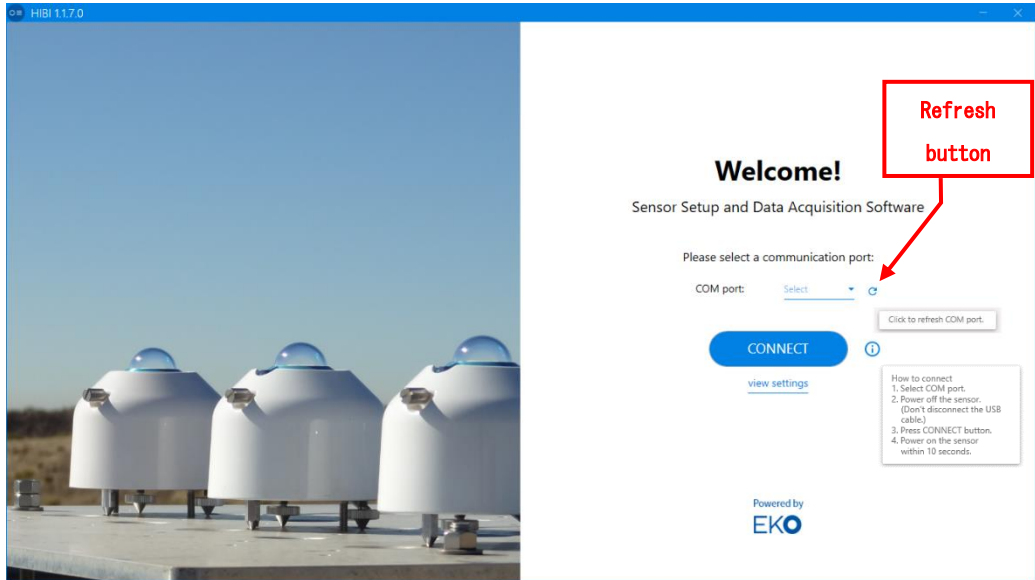 HIBI 1.1.7.0
Refresh
button
Welcome!
Sensor Setup and Data Acquisition Software
Please select a communication port:
COM port:
Select
Click to refresh COM port.
CONNECT
view settings
How to connect
1. Select COM port.
2. Power off the sensor.
(Don't disconnect the USB
cable.)
3. Press CONNECT button.
4. Power on the sensor
within 10 seconds.
Powered by
EKO